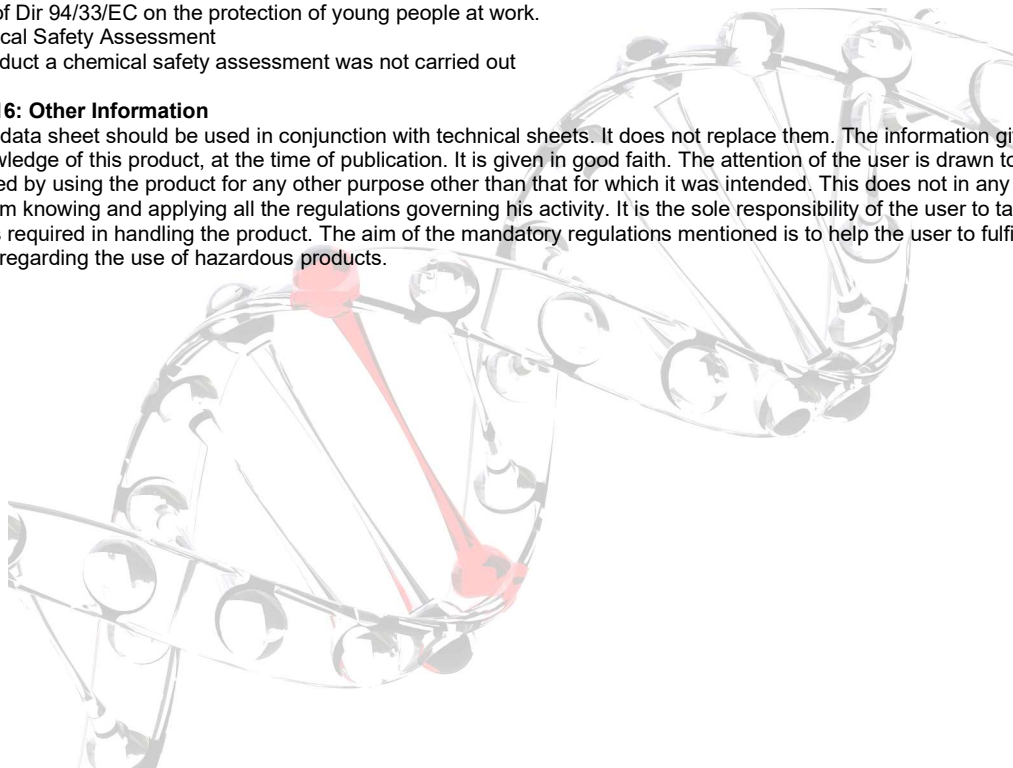 of Dir 94/33/EC on the protection of young people at work.
cal Safety Assessment
duct a chemical safety assessment was not carried out
6: Other Information
data sheet should be used in conjunction with technical sheets. It does not replace them. The information gi
wledge of this product, at the time of publication. It is given in good faith. The attention of the user is drawn to
ed by using the product for any other purpose other than that for which it was intended. This does not in any
m knowing and applying all the regulations governing his activity. It is the sole responsibility of the user to ta
s required in handling the product. The aim of the mandatory regulations mentioned is to help the user to fulfi
regarding the use of hazardous products.